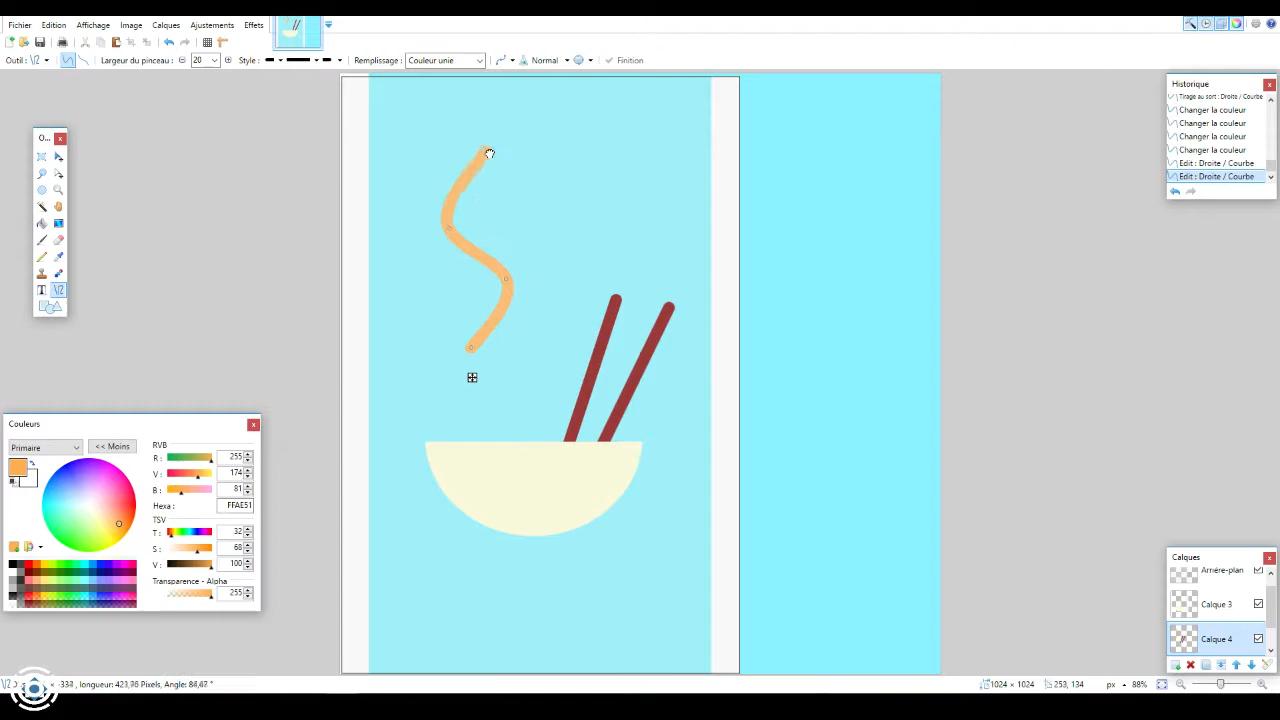 Fichier Edition Affichage Image Calques Ajustements Effets
Outil : Largeur du pinceau : 20 Style : Remplissage : Couleur unie Normal Finition
Historique
Tirage au sort : Droite / Courbe
Changer la couleur
Changer la couleur
Changer la couleur
Changer la couleur
Edit : Droite / Courbe
Edit : Droite / Courbe
O...
T
Couleurs
Primaire << Moins
RVB
R : 255
V : 174
B : 81
Hexa : FFAE51
TSV
T : 32
S : 68
V : 100
Transparence - Alpha
255
Calques
Arrière-plan
Calque 3
Calque 4
longueur: 423,76 Pixels, Angle: 84,67 ° 1024 × 1024 253, 134 px 88%